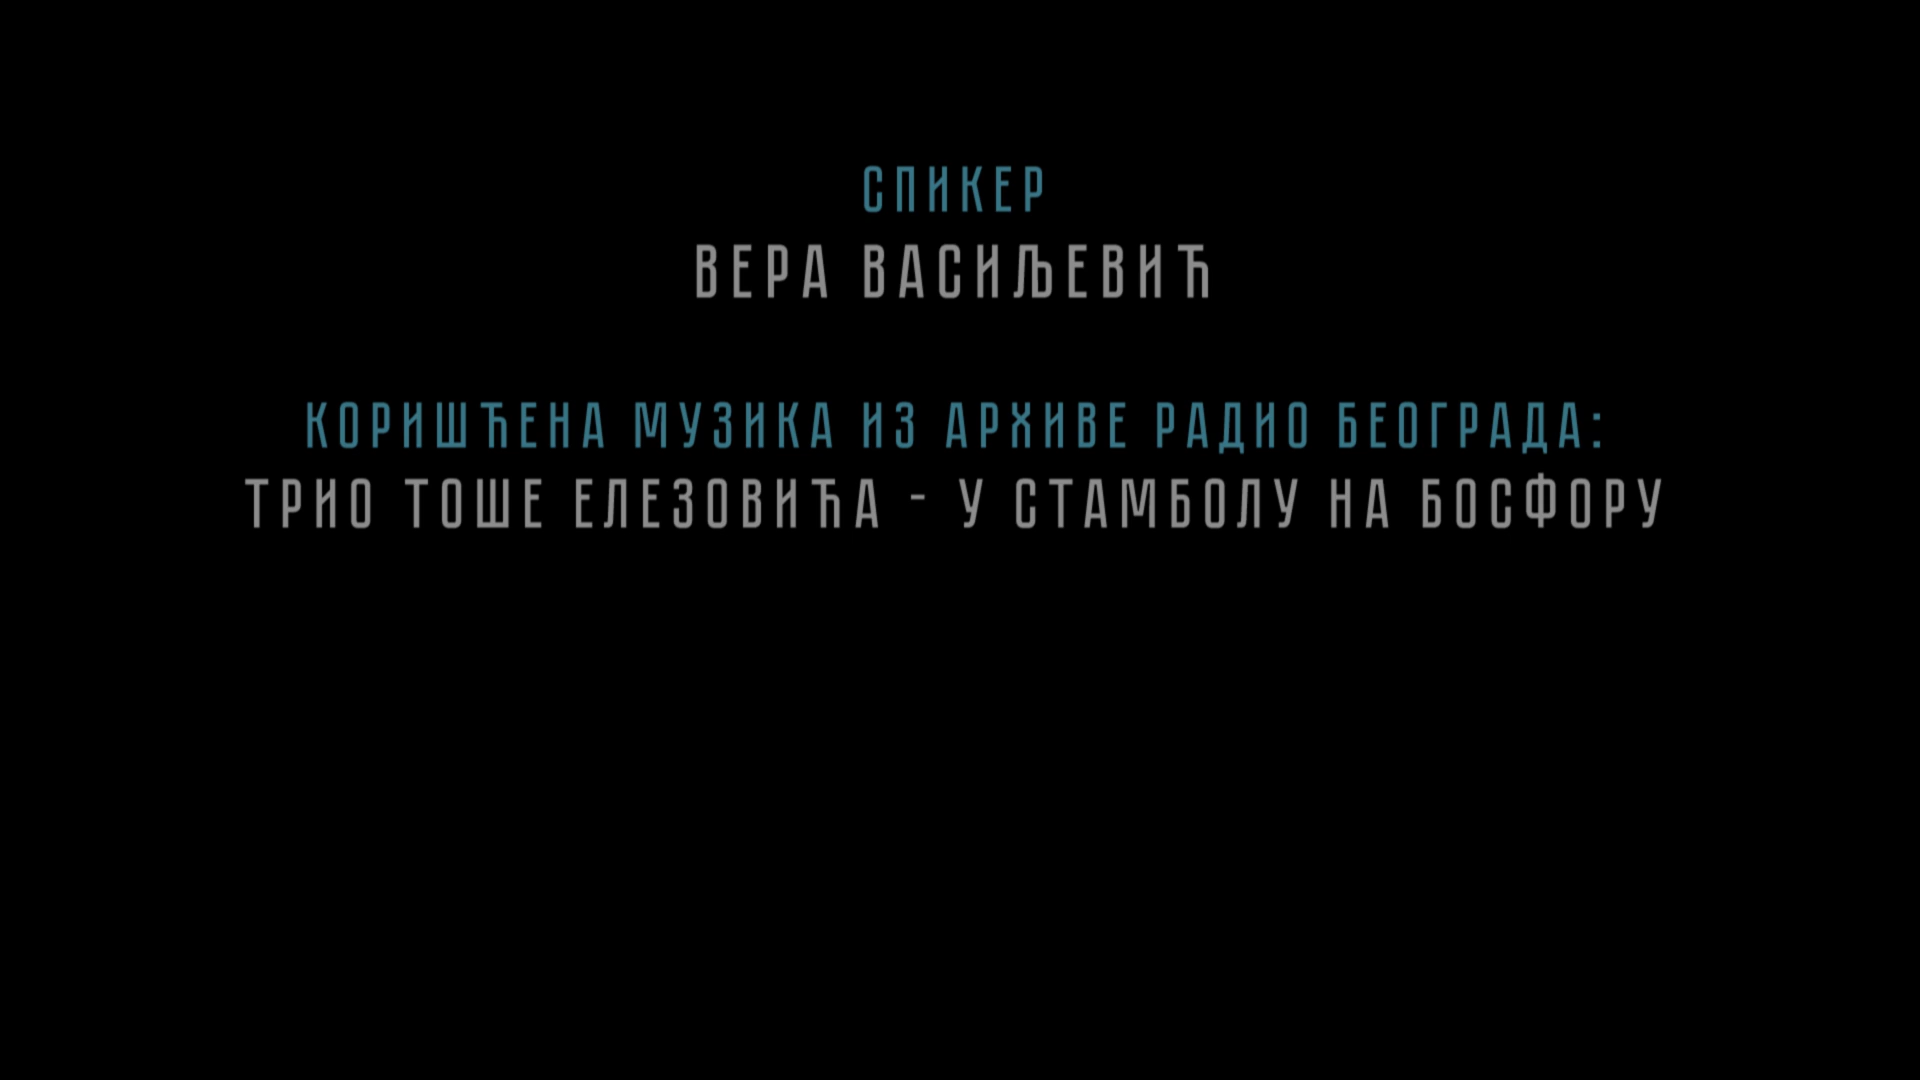 СПИКЕР
ВЕРА ВАСИЉЕВИЋ
КОРИШЋЕНА МУЗИКА ИЗ АРХИВЕ РАДИО БЕОГРАДА:
ТРИО ТОШЕ ЕЛЕЗОВИЋА - У СТАМБОЛУ НА БОСФОРУ